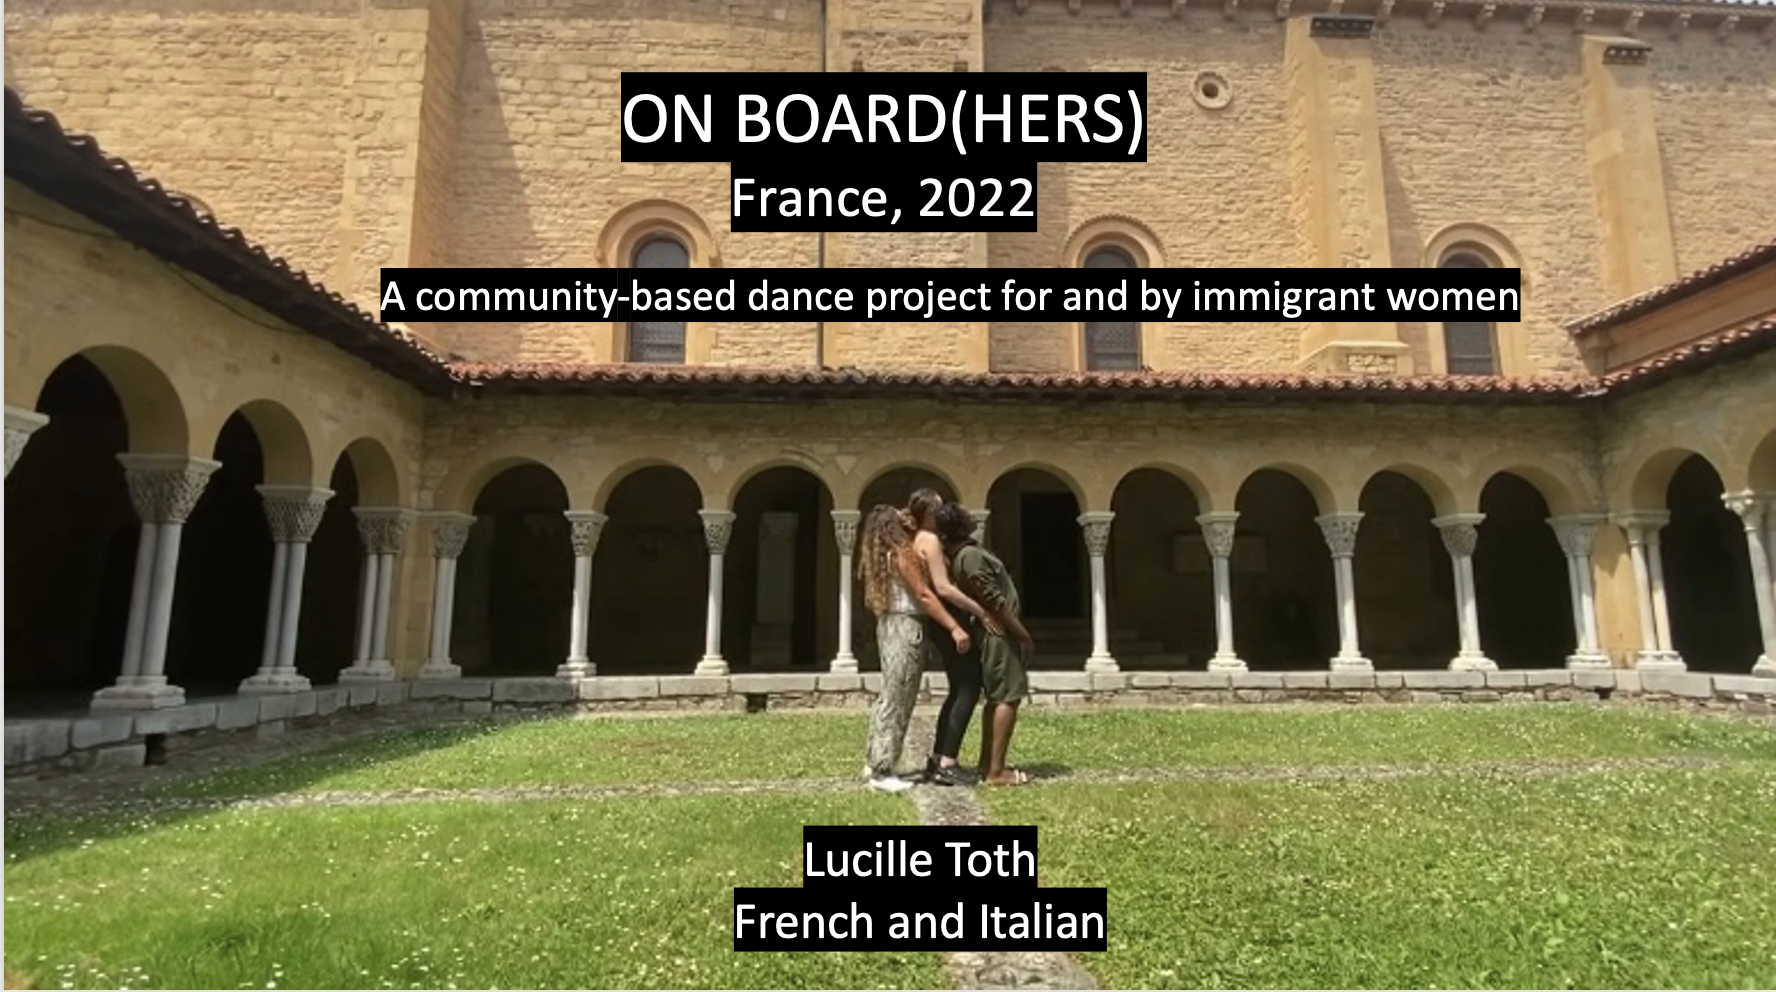 ON BOARD(HERS)
France, 2022
A community-based dance project for and by immigrant women
Lucille Toth
French and Italian